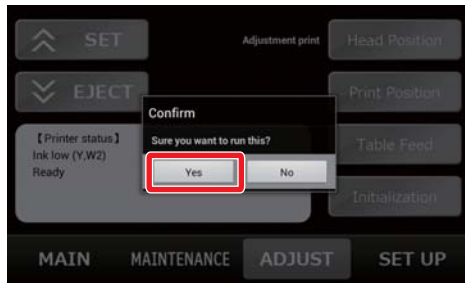 SET
Adjustment print
Head Position
EJECT
Print Position
Confirm
Sure you want to run this?
Yes
No
【Printer status】
Ink low (Y,W2)
Ready
Table Feed
Initialization
MAIN
MAINTENANCE
ADJUST
SET UP